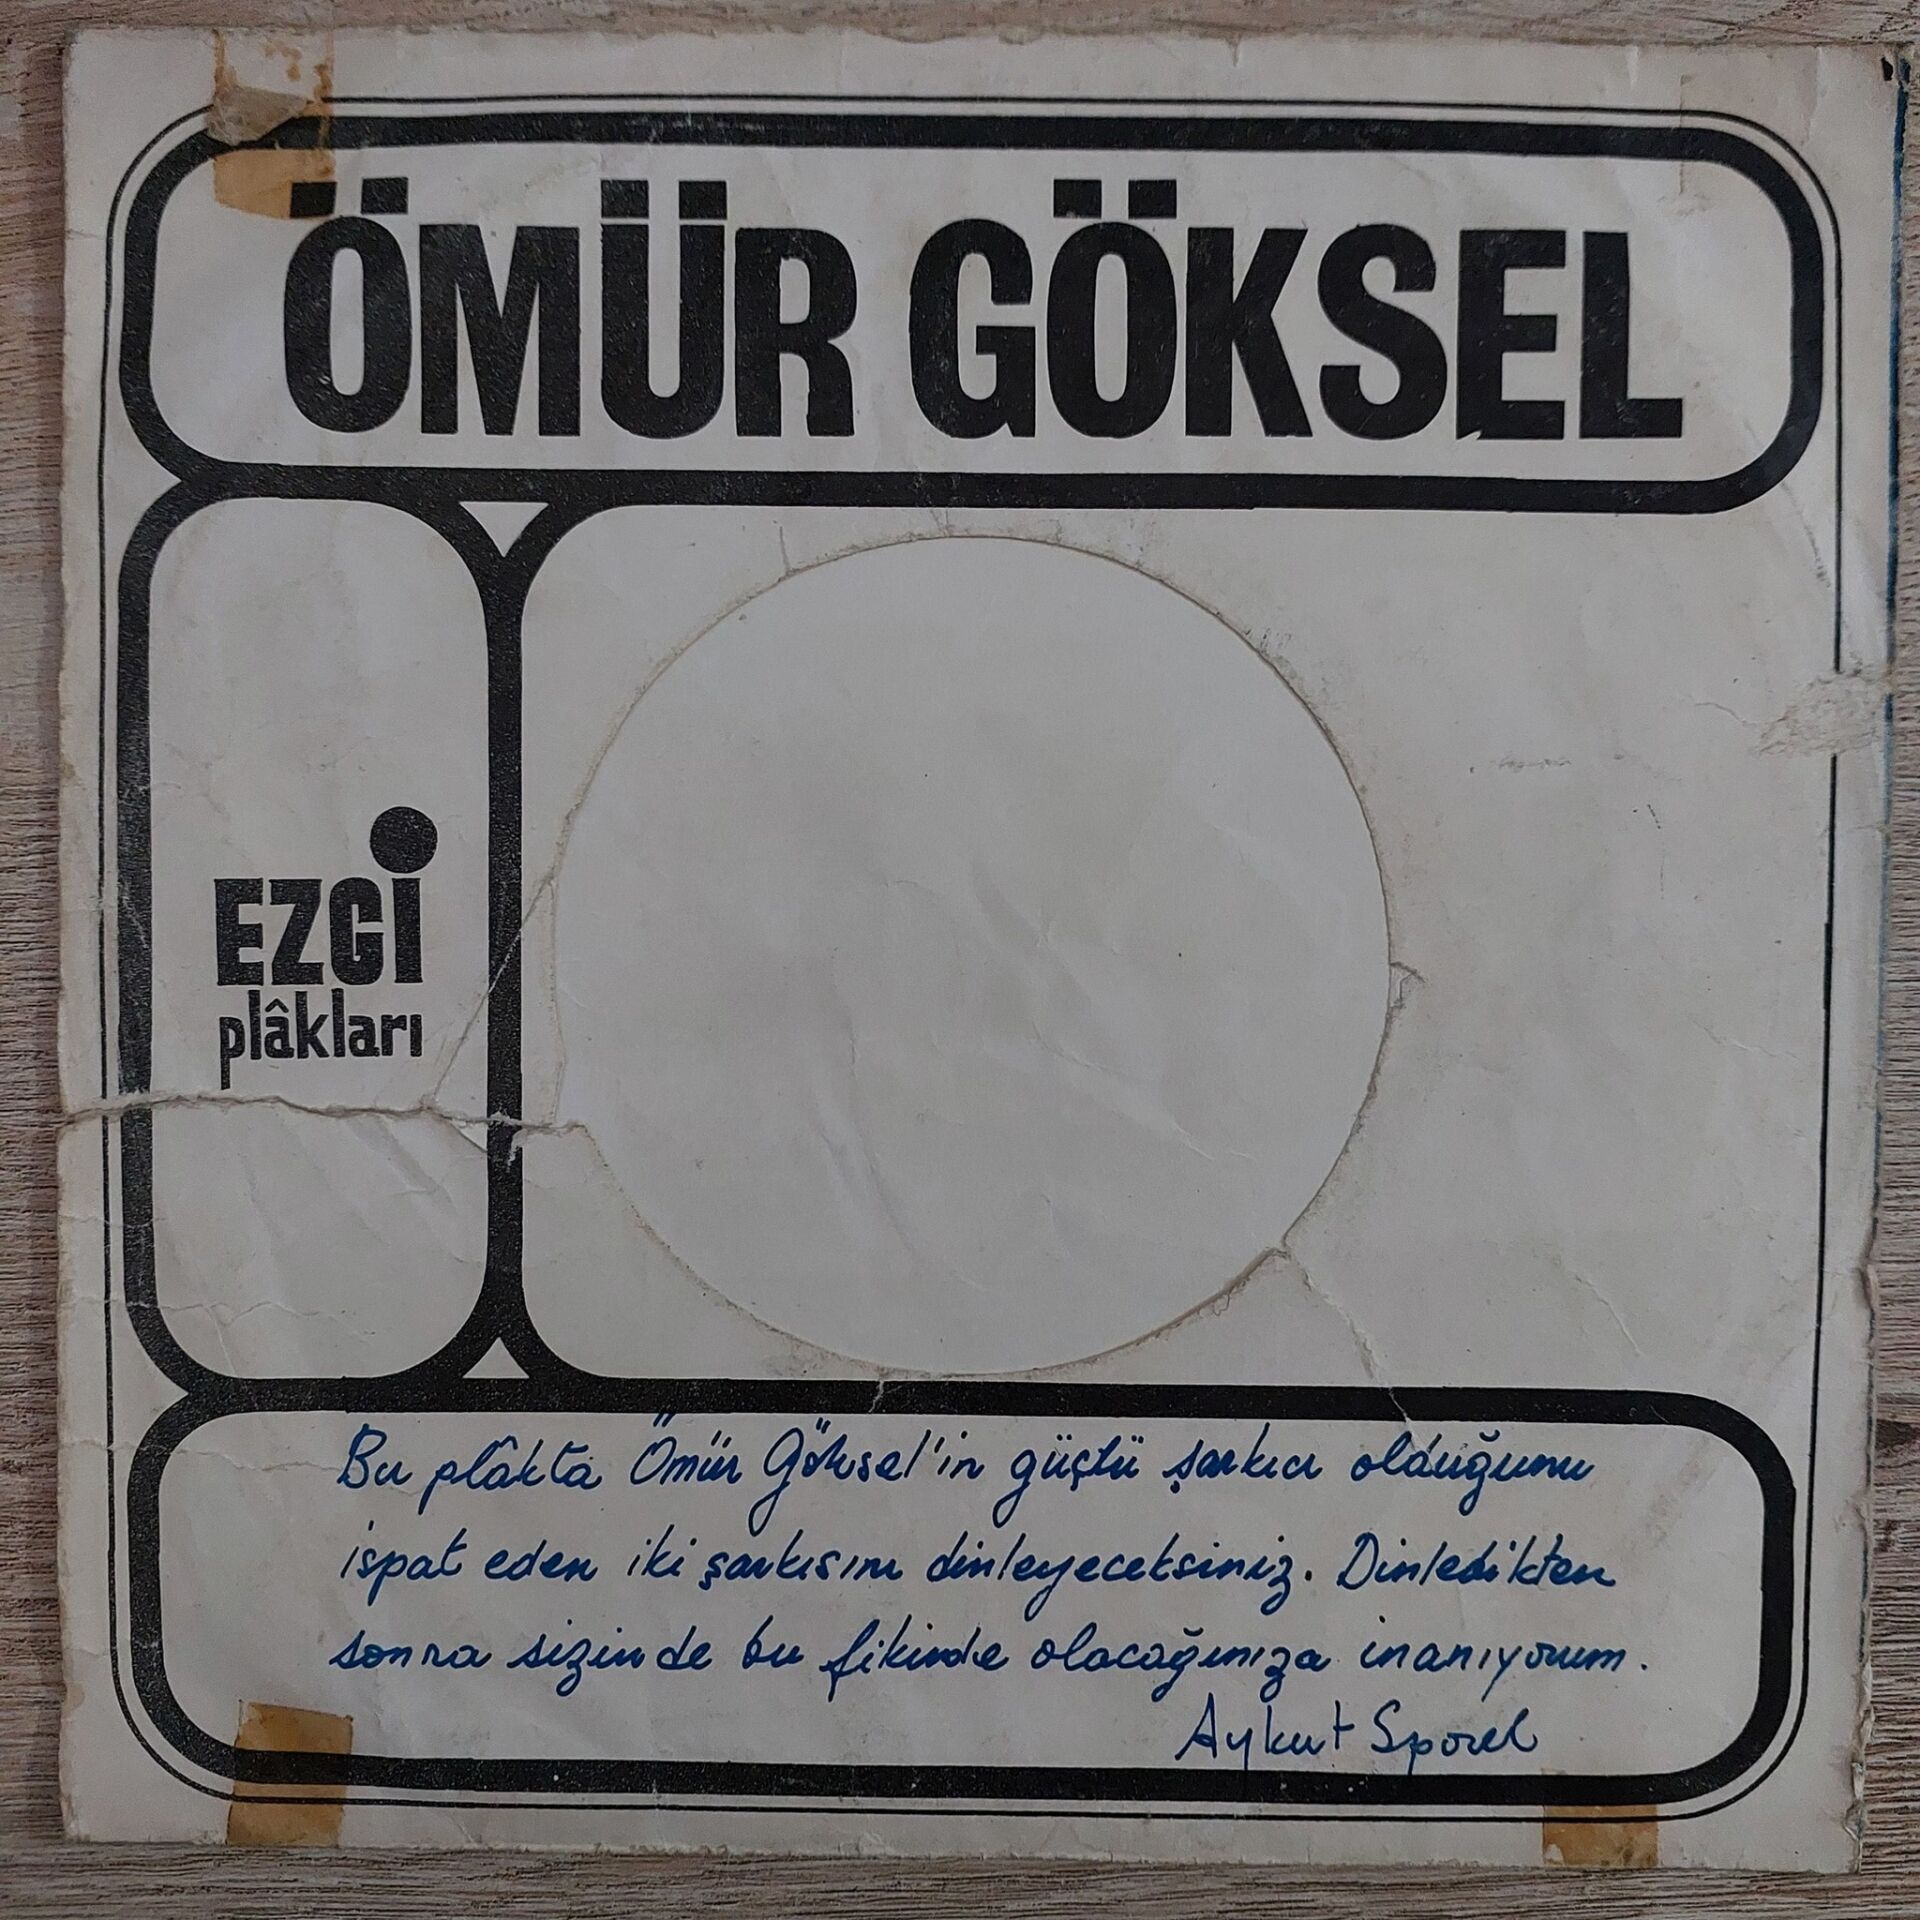 ÖMÜR GÖKSEL
EZGİ
plâkları
Bu plâkta Ömür Göksel'in güçlü şarkıcı olduğunu
ispat eden iki şarkısını dinleyeceksiniz. Dinledikten
sonra sizinde bu fikirde olacağınıza inanıyorum.
Aykut Sporel